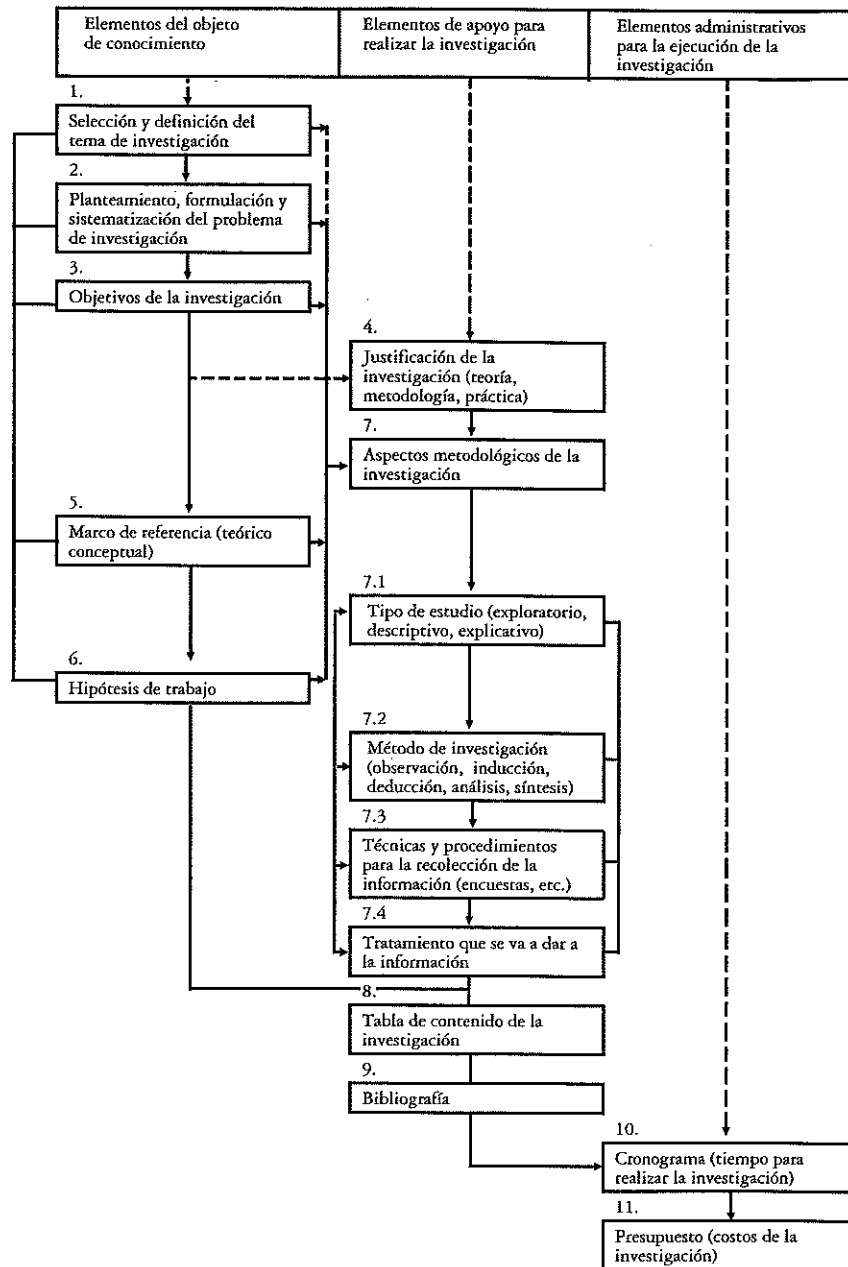 Elementos del objeto
de conocimiento
Elementos de apoyo para
realizar la investigación
Elementos administrativos
para la ejecución de la
investigación
1.
Selección y definición del
tema de investigación
2.
Planteamiento, formulación y
sistematización del problema
de investigación
3.
Objetivos de la investigación
4.
Justificación de la
investigación (teoría,
metodología, práctica)
7.
Aspectos metodológicos de la
investigación
5.
Marco de referencia (teórico
conceptual)
7.1
Tipo de estudio (exploratorio,
descriptivo, explicativo)
6.
Hipótesis de trabajo
7.2
Método de investigación
(observación, inducción,
deducción, análisis, síntesis)
7.3
Técnicas y procedimientos
para la recolección de la
información (encuestas, etc.)
7.4
Tratamiento que se va a dar a
la información
8.
Tabla de contenido de la
investigación
9.
Bibliografía
10.
Cronograma (tiempo para
realizar la investigación)
11.
Presupuesto (costos de la
investigación)